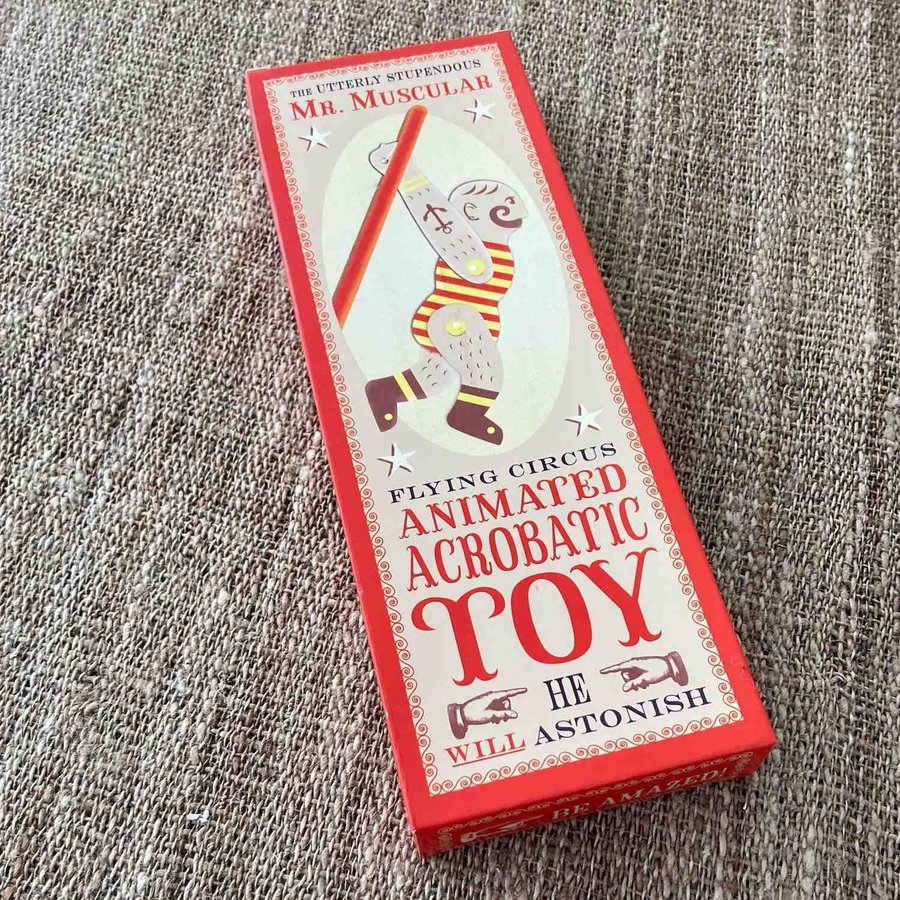 THE UTTERLY STUPENDOUS
MR. MUSCULAR
FLYING CIRCUS
ANIMATED
ACROBATIC
TOY
HE
WILL ASTONISH
BE AMAZED!